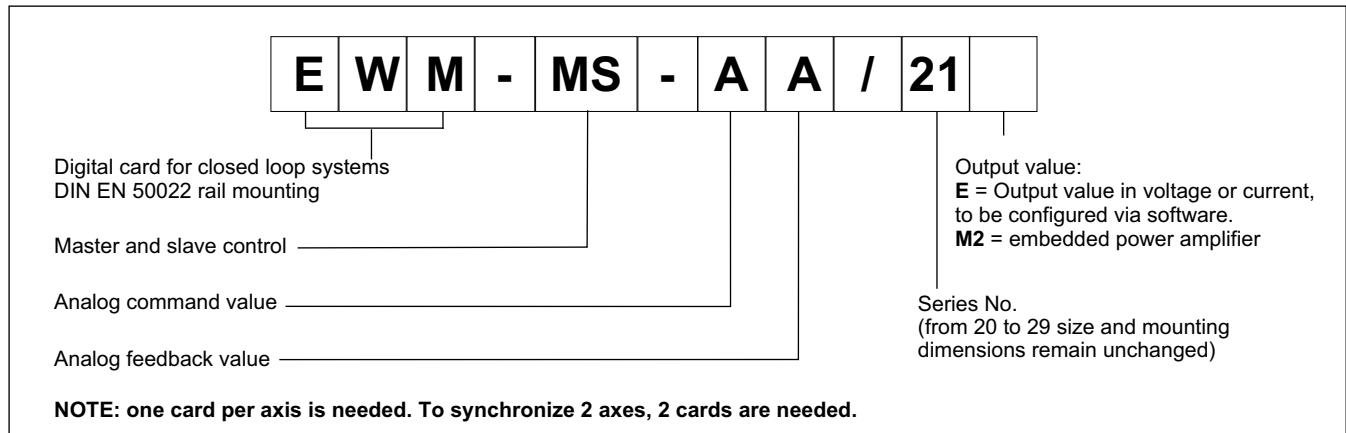 E W M - MS - A A / 21
Digital card for closed loop systems
DIN EN 50022 rail mounting
Master and slave control
Analog command value
Analog feedback value
Output value:
E = Output value in voltage or current,
to be configured via software.
M2 = embedded power amplifier
Series No.
(from 20 to 29 size and mounting
dimensions remain unchanged)
NOTE: one card per axis is needed. To synchronize 2 axes, 2 cards are needed.